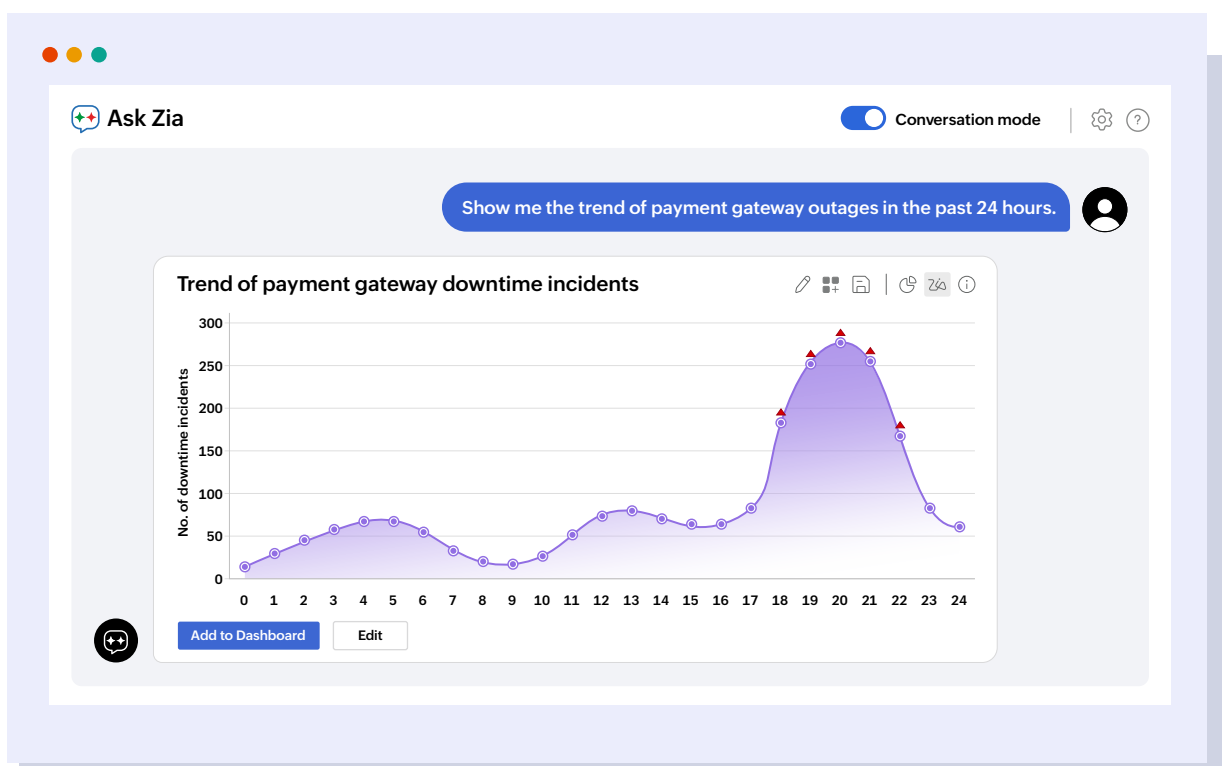 Ask Zia
Conversation mode
?
Show me the trend of payment gateway outages in the past 24 hours.
Trend of payment gateway downtime incidents
Zia
No. of downtime incidents
300
250
200
150
100
50
0
0 1 2 3 4 5 6 7 8 9 10 11 12 13 14 15 16 17 18 19 20 21 22 23 24
Add to Dashboard
Edit